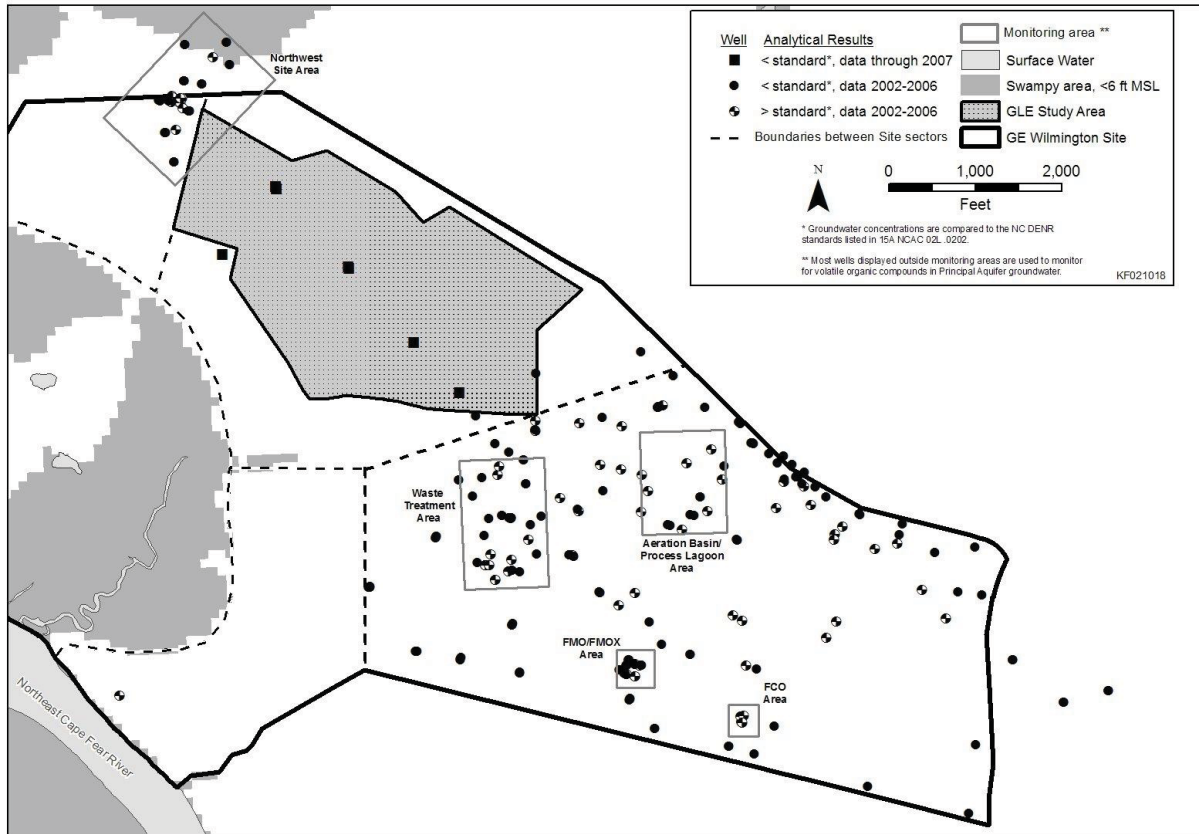 Northwest
Site Area
Well Analytical Results
< standard*, data through 2007
< standard*, data 2002-2006
> standard*, data 2002-2006
Boundaries between Site sectors
Monitoring area **
Surface Water
Swampy area, <6 ft MSL
GLE Study Area
GE Wilmington Site
N
0 1,000 2,000
Feet
* Groundwater concentrations are compared to the NC DENR
standards listed in 15A NCAC 02L .0202.
** Most wells displayed outside monitoring areas are used to monitor
for volatile organic compounds in Principal Aquifer groundwater.
KF021018
Waste
Treatment
Area
Aeration Basin/
Process Lagoon
Area
FMO/FMOX
Area
FCO
Area
Northeast Cape Fear River